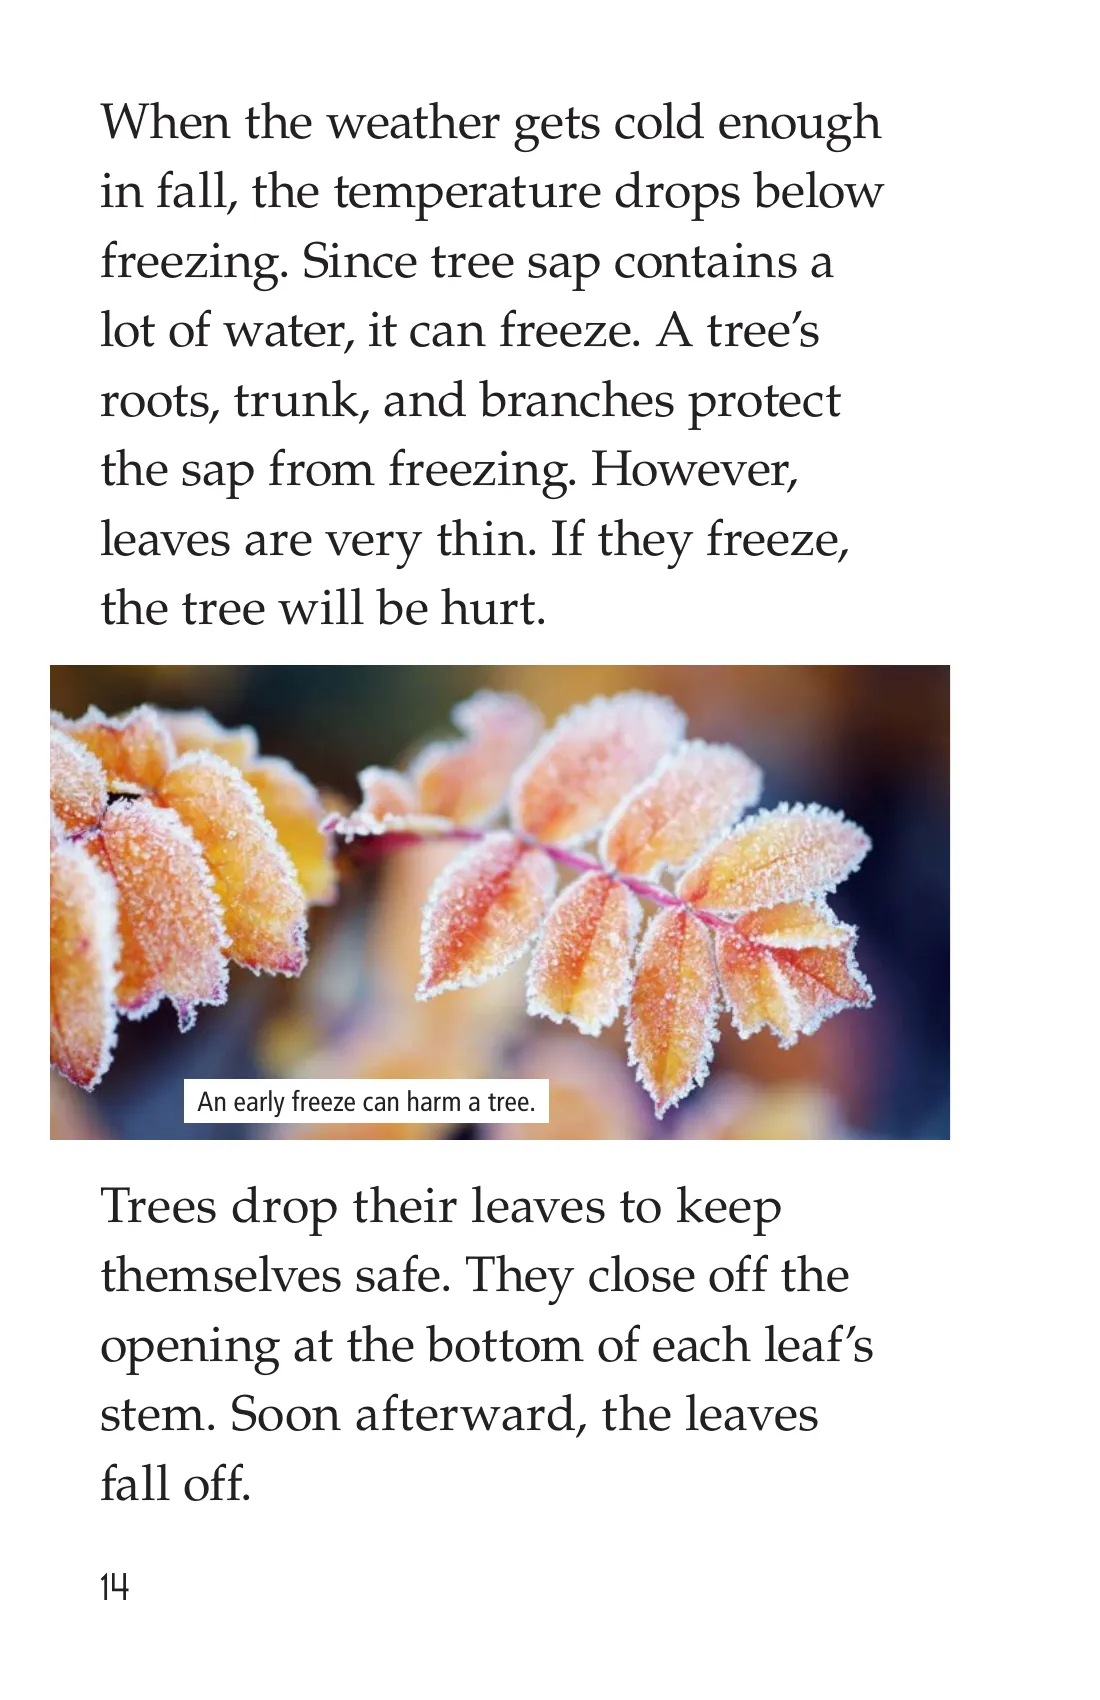 When the weather gets cold enough
in fall, the temperature drops below
freezing. Since tree sap contains a
lot of water, it can freeze. A tree’s
roots, trunk, and branches protect
the sap from freezing. However,
leaves are very thin. If they freeze,
the tree will be hurt.
An early freeze can harm a tree.
Trees drop their leaves to keep
themselves safe. They close off the
opening at the bottom of each leaf’s
stem. Soon afterward, the leaves
fall off.
14